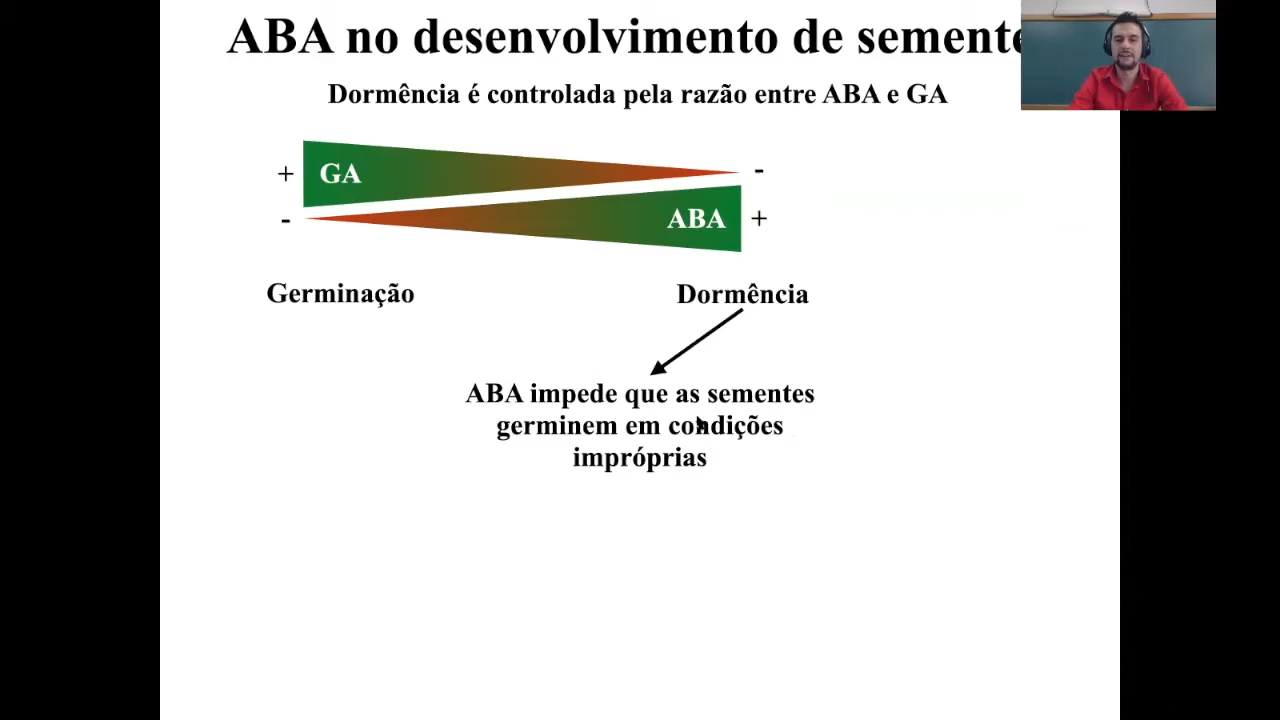 ABA no desenvolvimento de semente
Dormência é controlada pela razão entre ABA e GA
+ GA -
- ABA +
Germinação Dormência
ABA impede que as sementes
germinem em condições
impróprias